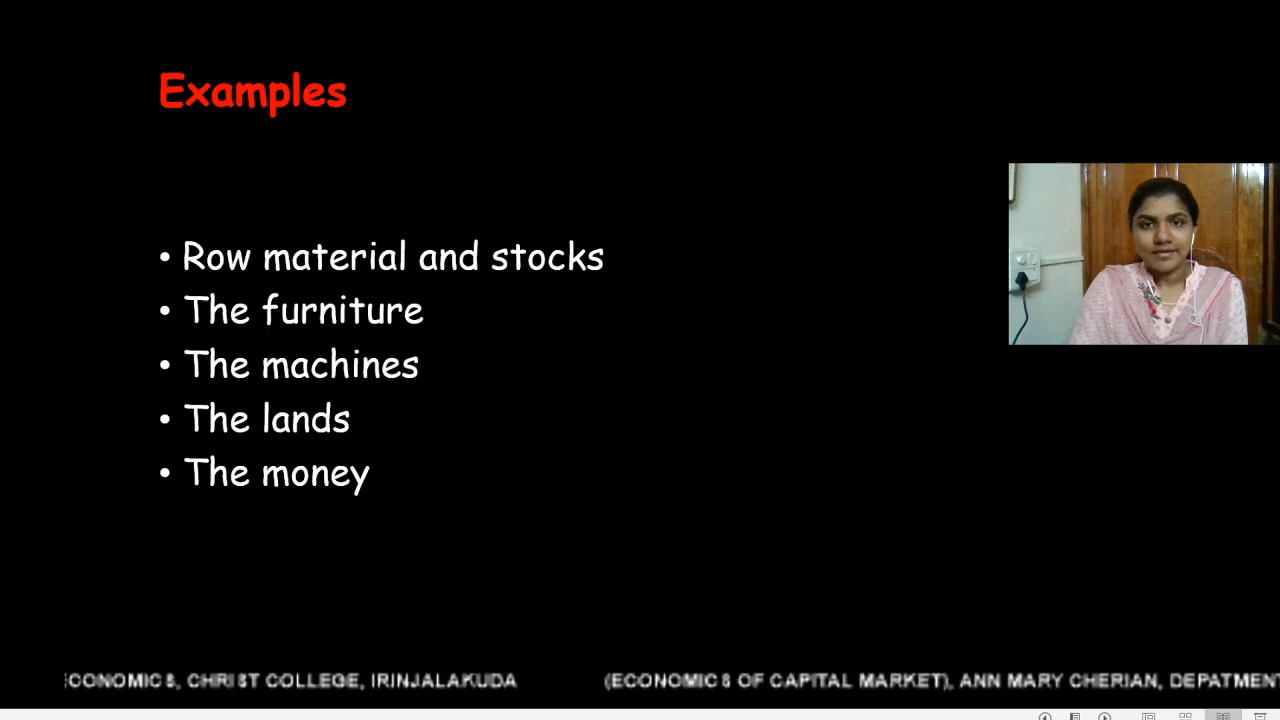 Examples
• Row material and stocks
• The furniture
• The machines
• The lands
• The money
CONOMICS, CHRIST COLLEGE, IRINJALAKUDA (ECONOMICS OF CAPITAL MARKET), ANN MARY CHERIAN, DEPATMENT